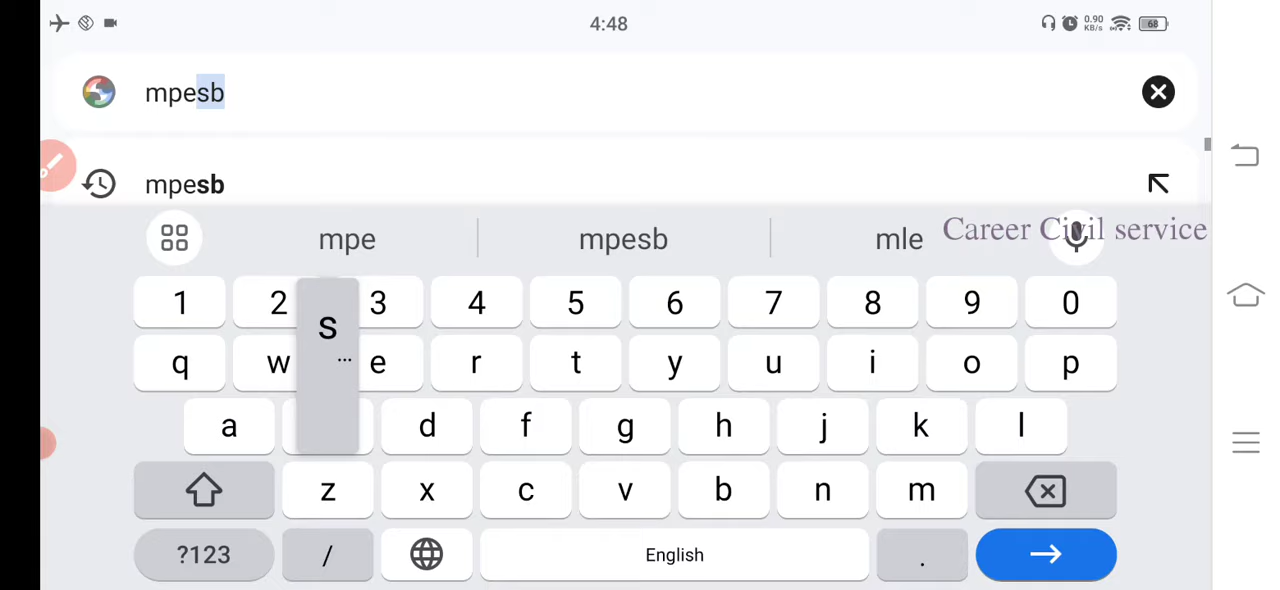 4:48
0.90
KB/s
68
mpesb
mpesb
mpe
mpesb
mle
Career Civil service
1 2 3 4 5 6 7 8 9 0
s
...
q w e r t y u i o p
a d f g h j k l
z x c v b n m
?123 / English .